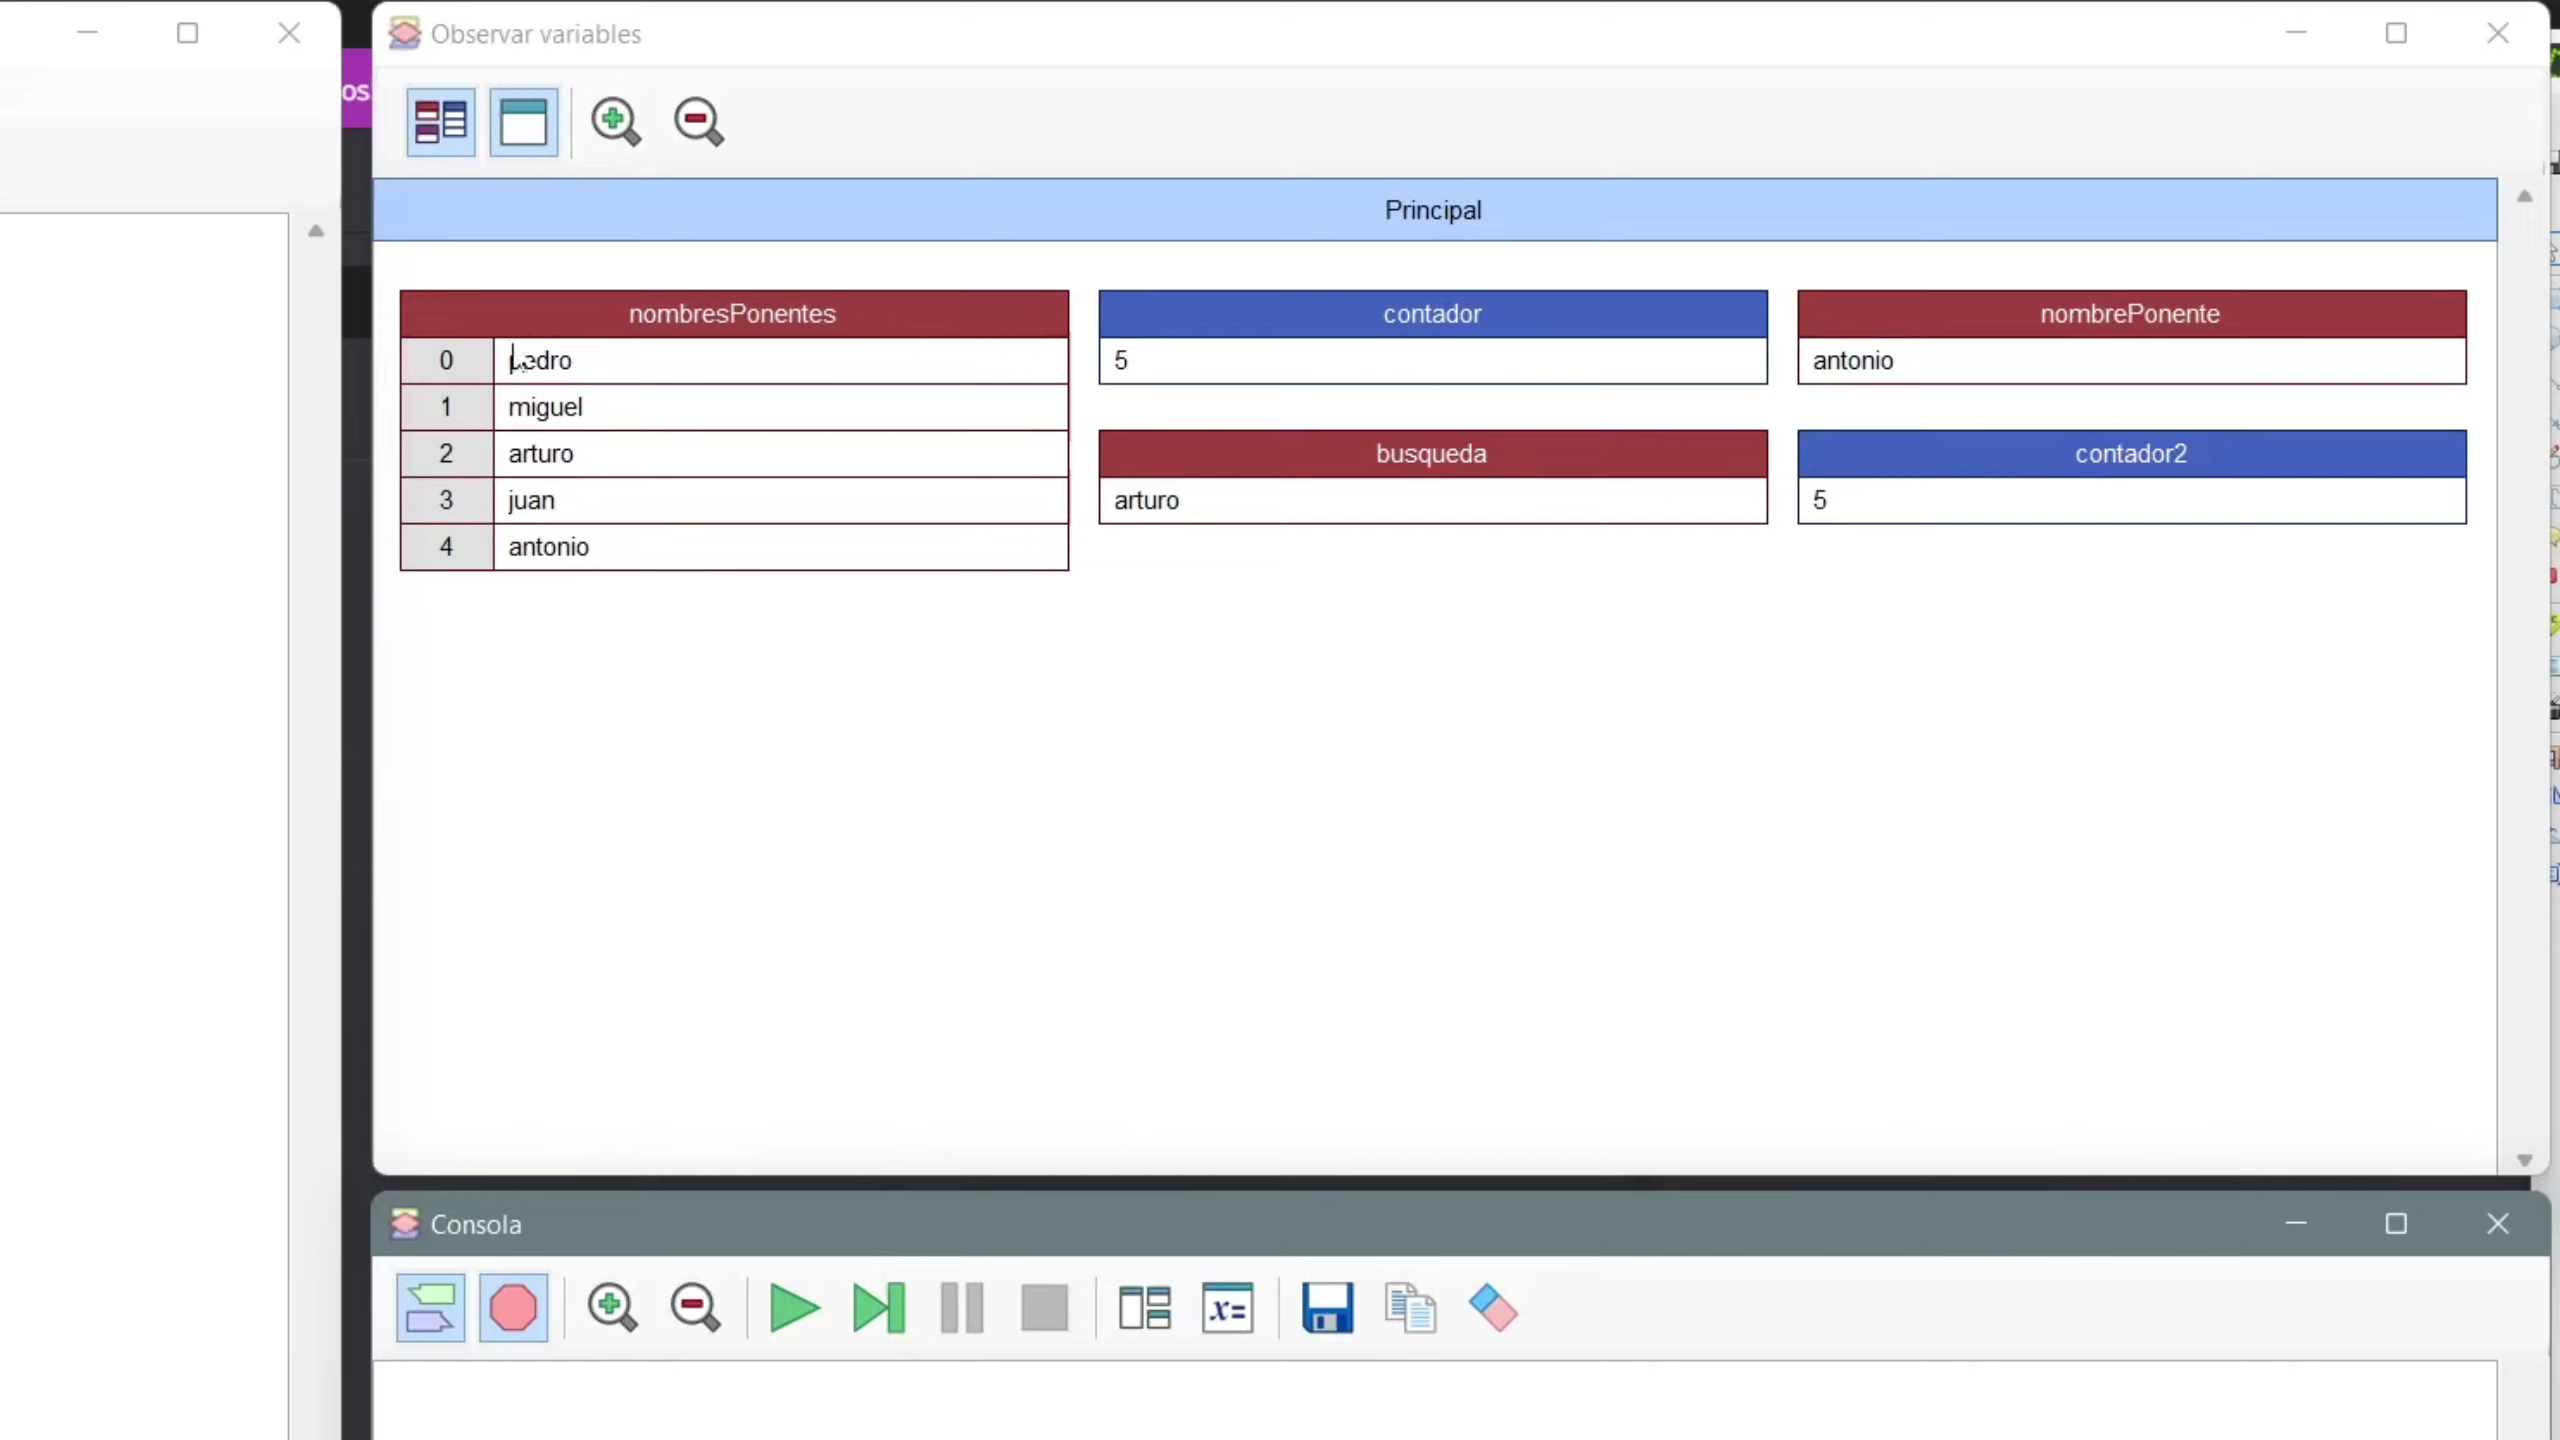 Observar variables
os
Principal
nombresPonentes
0 pedro
1 miguel
2 arturo
3 juan
4 antonio
contador
5
nombrePonente
antonio
busqueda
arturo
contador2
5
Consola
x=